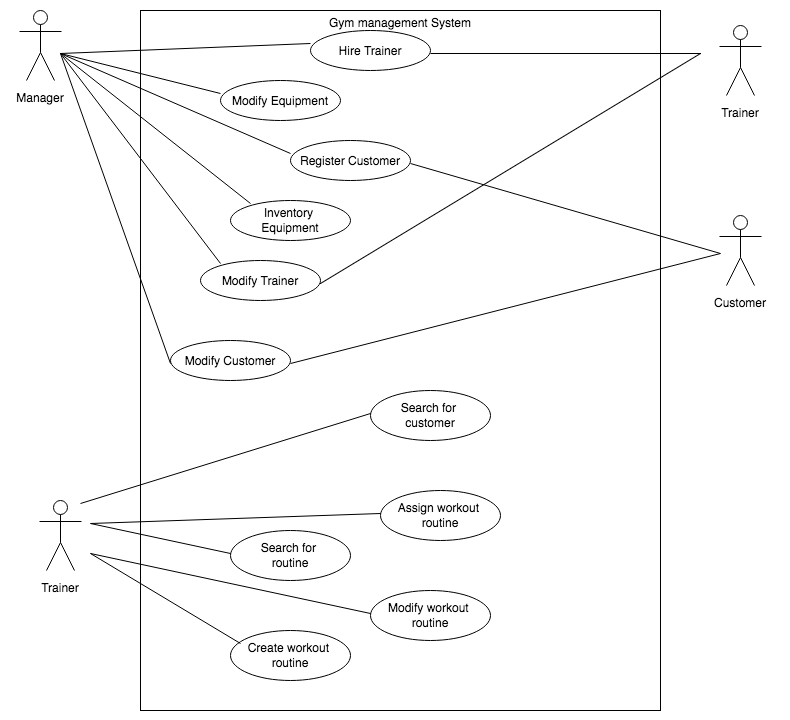 Gym management System
Hire Trainer
Manager
Modify Equipment
Trainer
Register Customer
Inventory
Equipment
Modify Trainer
Customer
Modify Customer
Search for
customer
Assign workout
routine
Search for
routine
Trainer
Modify workout
routine
Create workout
routine